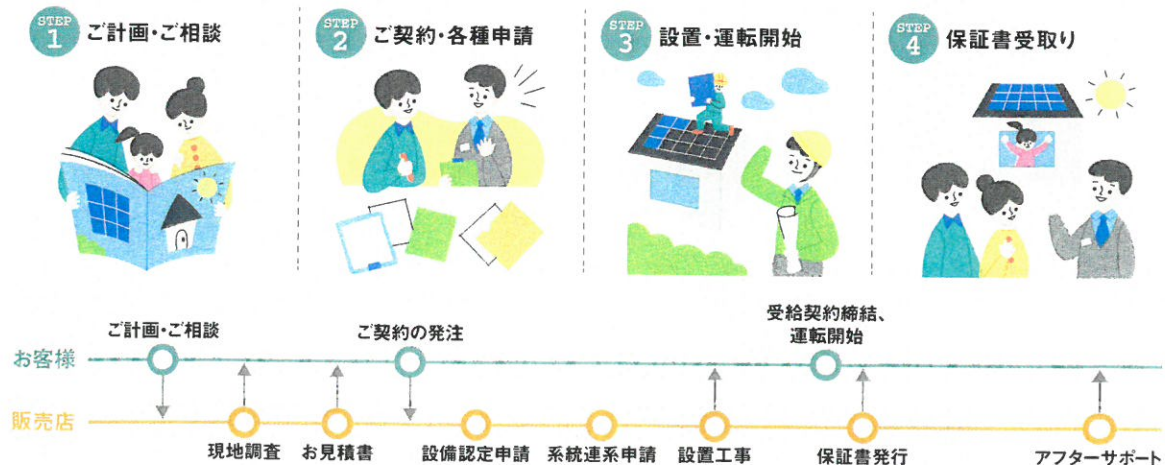 STEP 1 ご計画・ご相談
STEP 2 ご契約・各種申請
STEP 3 設置・運転開始
STEP 4 保証書受取り
ご計画・ご相談
ご契約の発注
受給契約締結、
運転開始
お客様
販売店
現地調査
お見積書
設備認定申請
系統連系申請
設置工事
保証書発行
アフターサポート